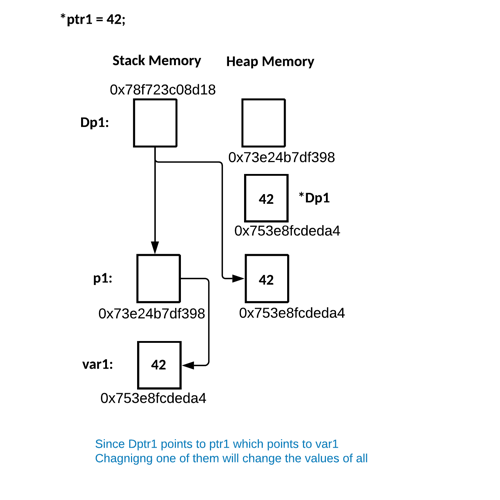 *ptr1 = 42;
Stack Memory Heap Memory
0x78f723c08d18
Dp1:
0x73e24b7df398
42 *Dp1
0x753e8fcdeda4
p1: 42
0x73e24b7df398 0x753e8fcdeda4
var1: 42
0x753e8fcdeda4
Since Dptr1 points to ptr1 which points to var1
Chagnigng one of them will change the values of all